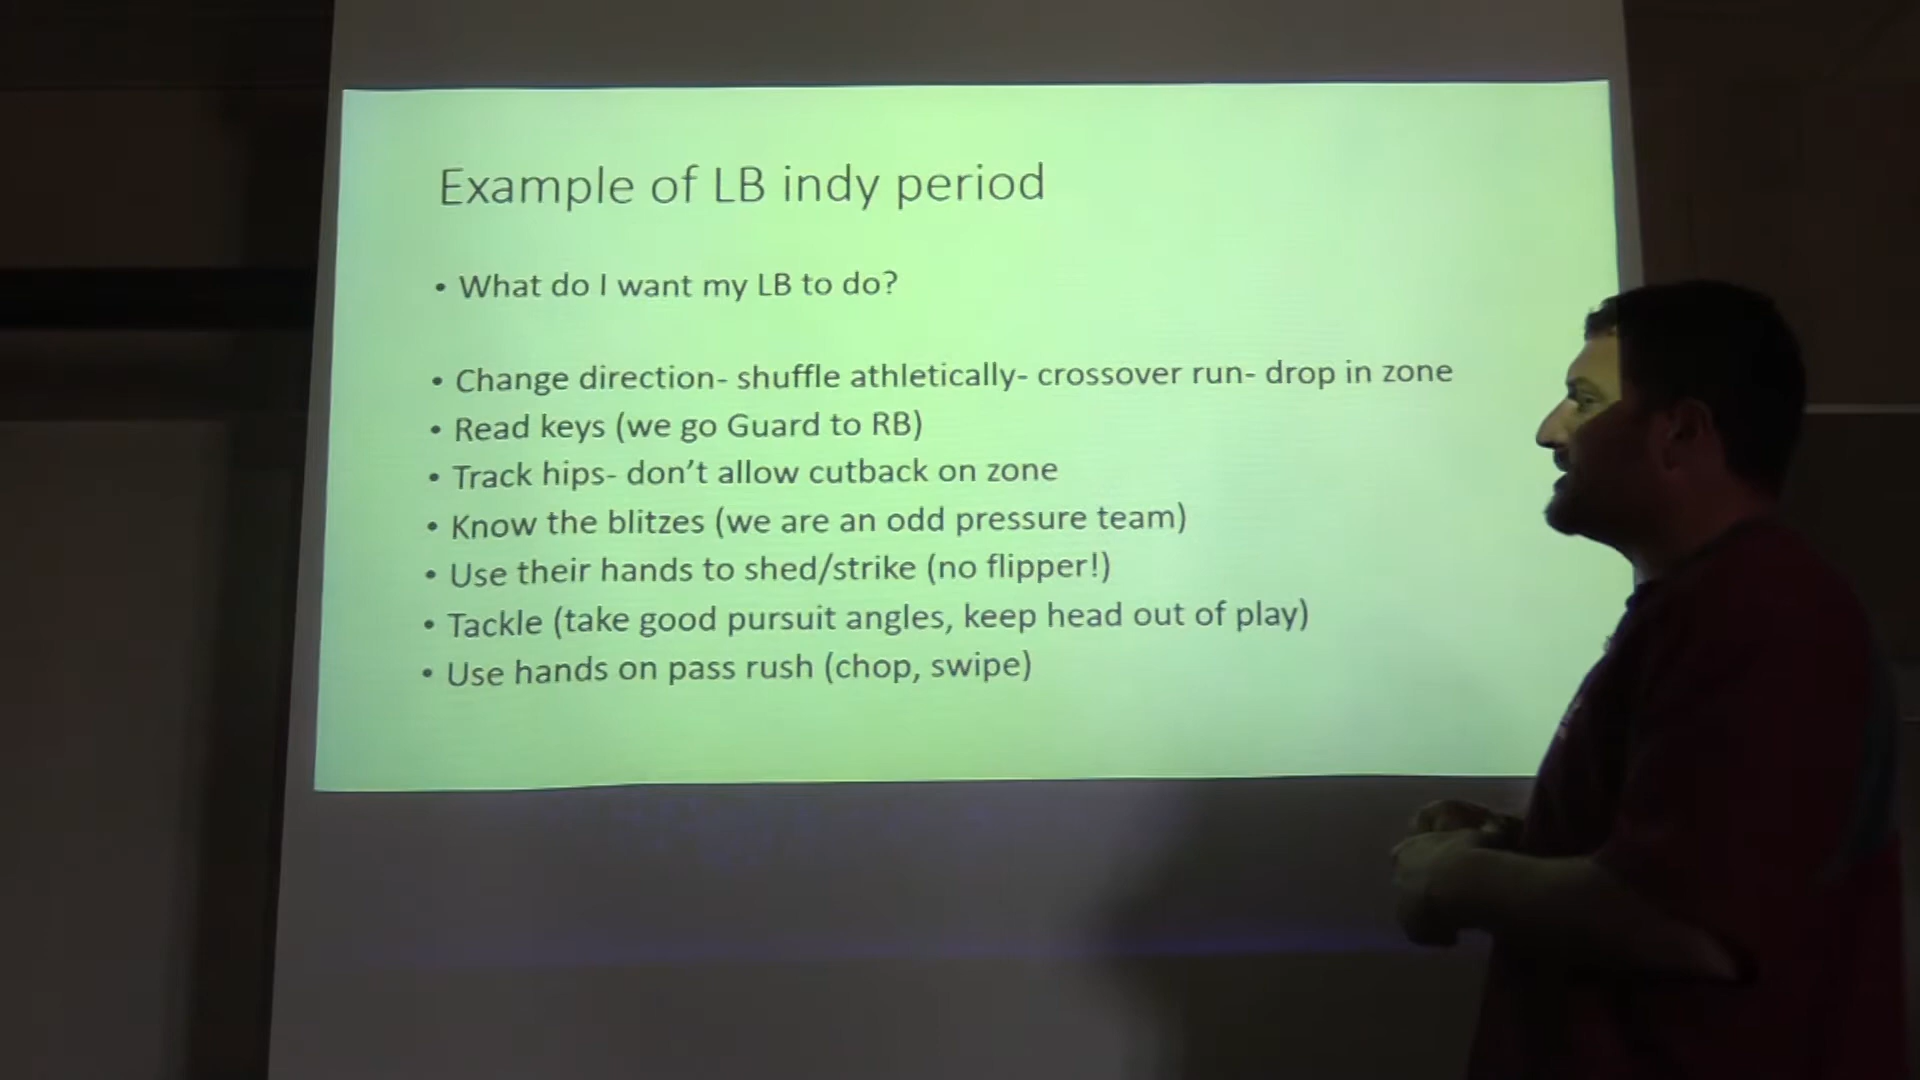 Example of LB indy period
• What do I want my LB to do?
• Change direction- shuffle athletically- crossover run- drop in zone
• Read keys (we go Guard to RB)
• Track hips- don't allow cutback on zone
• Know the blitzes (we are an odd pressure team)
• Use their hands to shed/strike (no flipper!)
• Tackle (take good pursuit angles, keep head out of play)
• Use hands on pass rush (chop, swipe)